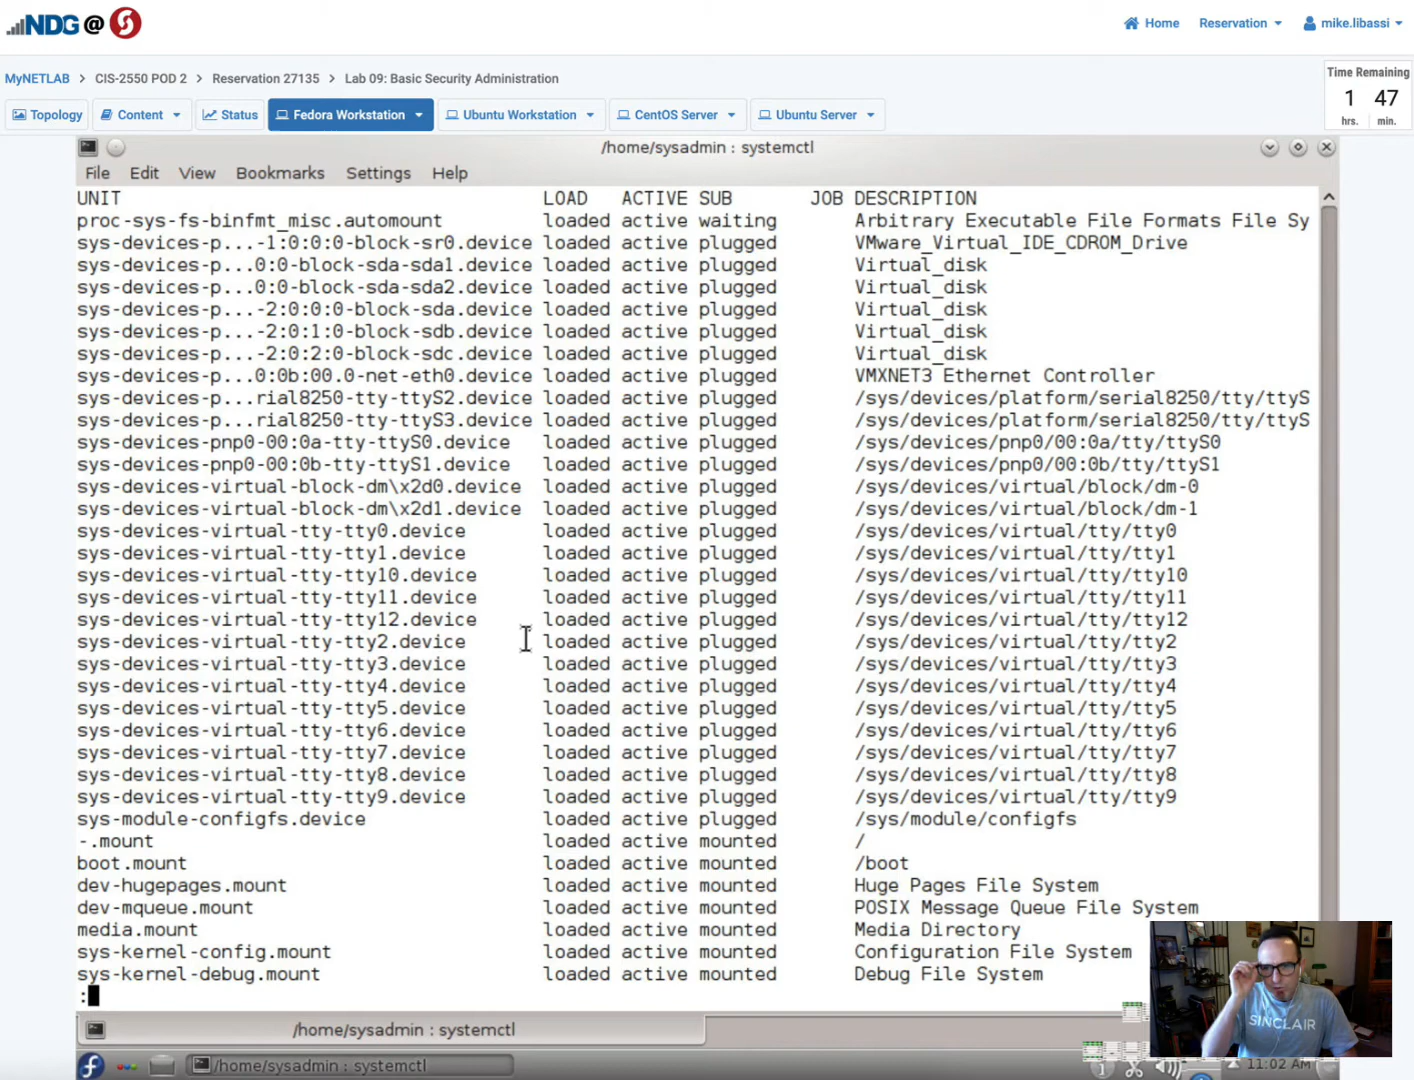 NDG @ S
Home Reservation mike.libassi
MyNETLAB > CIS-2550 POD 2 > Reservation 27135 > Lab 09: Basic Security Administration
Time Remaining
1 47
hrs. min.
Topology Content Status Fedora Workstation Ubuntu Workstation CentOS Server Ubuntu Server
/home/sysadmin : systemctl
File Edit View Bookmarks Settings Help
UNIT LOAD ACTIVE SUB JOB DESCRIPTION
proc-sys-fs-binfmt_misc.automount loaded active waiting Arbitrary Executable File Formats File Sy
sys-devices-p...-1:0:0:0-block-sr0.device loaded active plugged VMware_Virtual_IDE_CDROM_Drive
sys-devices-p...0:0-block-sda-sda1.device loaded active plugged Virtual_disk
sys-devices-p...0:0-block-sda-sda2.device loaded active plugged Virtual_disk
sys-devices-p...-2:0:0:0-block-sda.device loaded active plugged Virtual_disk
sys-devices-p...-2:0:1:0-block-sdb.device loaded active plugged Virtual_disk
sys-devices-p...-2:0:2:0-block-sdc.device loaded active plugged Virtual_disk
sys-devices-p...0:0b:00.0-net-eth0.device loaded active plugged VMXNET3 Ethernet Controller
sys-devices-p...rial8250-tty-ttyS2.device loaded active plugged /sys/devices/platform/serial8250/tty/ttyS
sys-devices-p...rial8250-tty-ttyS3.device loaded active plugged /sys/devices/platform/serial8250/tty/ttyS
sys-devices-pnp0-00:0a-tty-ttyS0.device loaded active plugged /sys/devices/pnp0/00:0a/tty/ttyS0
sys-devices-pnp0-00:0b-tty-ttyS1.device loaded active plugged /sys/devices/pnp0/00:0b/tty/ttyS1
sys-devices-virtual-block-dm\x2d0.device loaded active plugged /sys/devices/virtual/block/dm-0
sys-devices-virtual-block-dm\x2d1.device loaded active plugged /sys/devices/virtual/block/dm-1
sys-devices-virtual-tty-tty0.device loaded active plugged /sys/devices/virtual/tty/tty0
sys-devices-virtual-tty-tty1.device loaded active plugged /sys/devices/virtual/tty/tty1
sys-devices-virtual-tty-tty10.device loaded active plugged /sys/devices/virtual/tty/tty10
sys-devices-virtual-tty-tty11.device loaded active plugged /sys/devices/virtual/tty/tty11
sys-devices-virtual-tty-tty12.device loaded active plugged /sys/devices/virtual/tty/tty12
sys-devices-virtual-tty-tty2.device loaded active plugged /sys/devices/virtual/tty/tty2
sys-devices-virtual-tty-tty3.device loaded active plugged /sys/devices/virtual/tty/tty3
sys-devices-virtual-tty-tty4.device loaded active plugged /sys/devices/virtual/tty/tty4
sys-devices-virtual-tty-tty5.device loaded active plugged /sys/devices/virtual/tty/tty5
sys-devices-virtual-tty-tty6.device loaded active plugged /sys/devices/virtual/tty/tty6
sys-devices-virtual-tty-tty7.device loaded active plugged /sys/devices/virtual/tty/tty7
sys-devices-virtual-tty-tty8.device loaded active plugged /sys/devices/virtual/tty/tty8
sys-devices-virtual-tty-tty9.device loaded active plugged /sys/devices/virtual/tty/tty9
sys-module-configfs.device loaded active plugged /sys/module/configfs
-.mount loaded active mounted /
boot.mount loaded active mounted /boot
dev-hugepages.mount loaded active mounted Huge Pages File System
dev-mqueue.mount loaded active mounted POSIX Message Queue File System
media.mount loaded active mounted Media Directory
sys-kernel-config.mount loaded active mounted Configuration File System
sys-kernel-debug.mount loaded active mounted Debug File System
:
SINCLAIR
/home/sysadmin : systemctl
/home/sysadmin : systemctl
11:02 AM